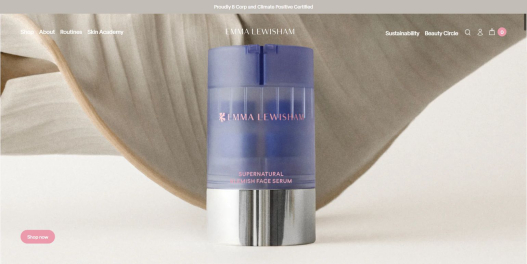 Proudly B Corp and Climate Positive Certified
Shop About Routines Skin Academy
EMMA LEWISHAM
Sustainability Beauty Circle
EMMA LEWISHAM
SUPERNATURAL
BLEMISH FACE SERUM
Shop now